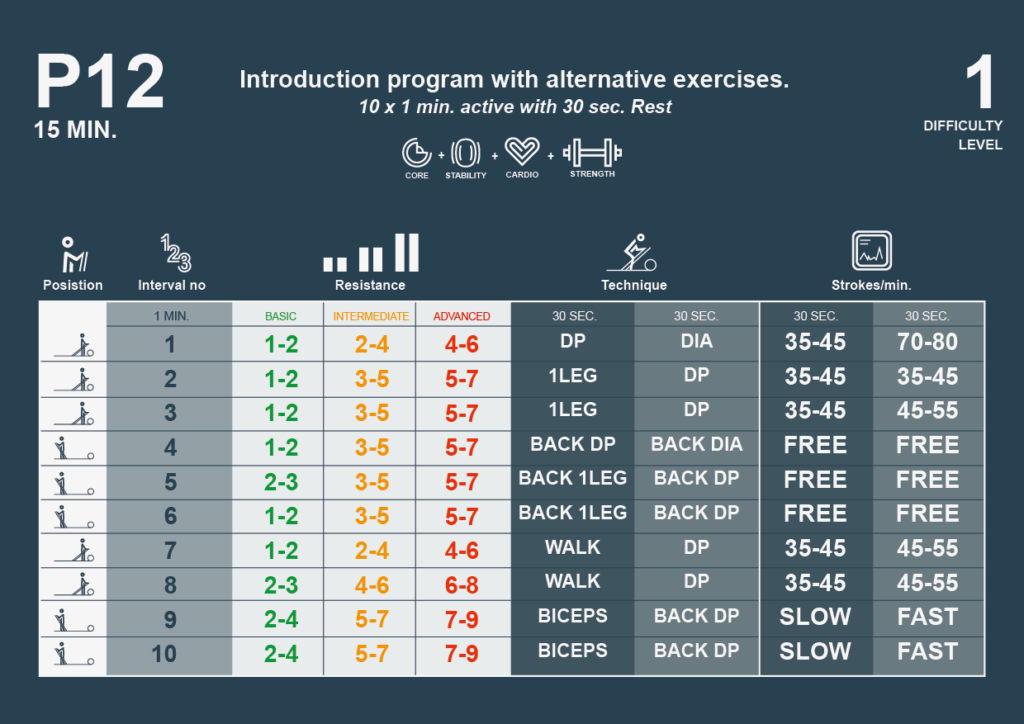 P12
15 MIN.
Introduction program with alternative exercises.
10 x 1 min. active with 30 sec. Rest
1
DIFFICULTY
LEVEL
CORE + STABILITY + CARDIO + STRENGTH
123
Posistion Interval no Resistance Technique Strokes/min.
1 MIN. BASIC INTERMEDIATE ADVANCED 30 SEC. 30 SEC. 30 SEC. 30 SEC.
1 1-2 2-4 4-6 DP DIA 35-45 70-80
2 1-2 3-5 5-7 1LEG DP 35-45 35-45
3 1-2 3-5 5-7 1LEG DP 35-45 45-55
4 1-2 3-5 5-7 BACK DP BACK DIA FREE FREE
5 2-3 3-5 5-7 BACK 1LEG BACK DP FREE FREE
6 1-2 3-5 5-7 BACK 1LEG BACK DP FREE FREE
7 1-2 2-4 4-6 WALK DP 35-45 45-55
8 2-3 4-6 6-8 WALK DP 35-45 45-55
9 2-4 5-7 7-9 BICEPS BACK DP SLOW FAST
10 2-4 5-7 7-9 BICEPS BACK DP SLOW FAST